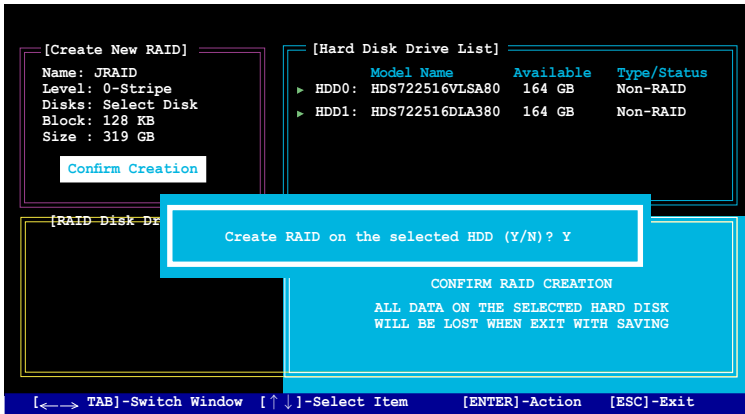 [Create New RAID]
Name: JRAID
Level: 0-Stripe
Disks: Select Disk
Block: 128 KB
Size : 319 GB
Confirm Creation
[Hard Disk Drive List]
Model Name Available Type/Status
▶ HDD0: HDS722516VLSA80 164 GB Non-RAID
▶ HDD1: HDS722516DLA380 164 GB Non-RAID
[RAID Disk Dr
Create RAID on the selected HDD (Y/N)? Y
CONFIRM RAID CREATION
ALL DATA ON THE SELECTED HARD DISK
WILL BE LOST WHEN EXIT WITH SAVING
[←→ TAB]-Switch Window [↑↓]-Select Item [ENTER]-Action [ESC]-Exit